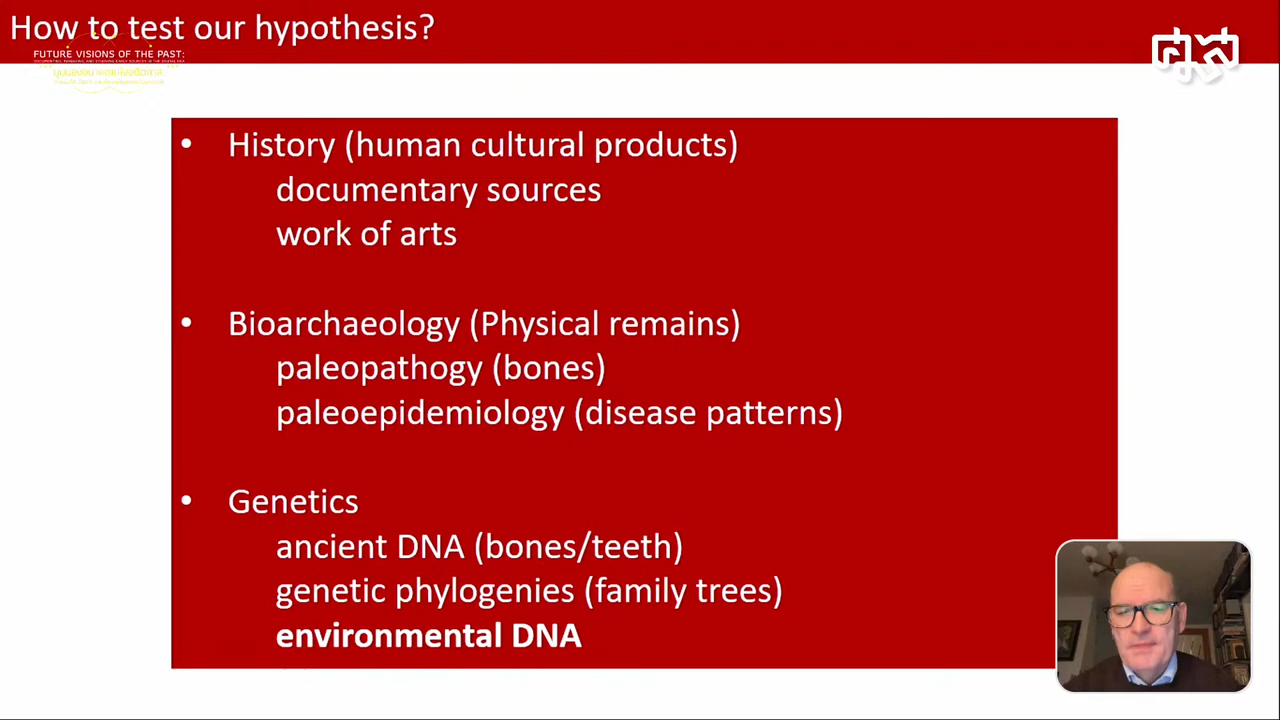 How to test our hypothesis?
FUTURE VISIONS OF THE PAST:
• History (human cultural products)
documentary sources
work of arts
• Bioarchaeology (Physical remains)
paleopathogy (bones)
paleoepidemiology (disease patterns)
• Genetics
ancient DNA (bones/teeth)
genetic phylogenies (family trees)
environmental DNA